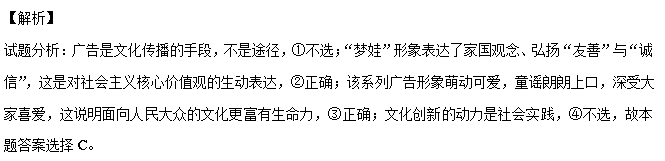 【解析】
试题分析：广告是文化传播的手段，不是途径，①不选；“梦娃”形象表达了家国观念、弘扬“友善”与“诚
信”，这是对社会主义核心价值观的生动表达，②正确；该系列广告形象萌动可爱，童谣朗朗上口，深受大
家喜爱，这说明面向人民大众的文化更富有生命力，③正确；文化创新的动力是社会实践，④不选，故本
题答案选择 C。